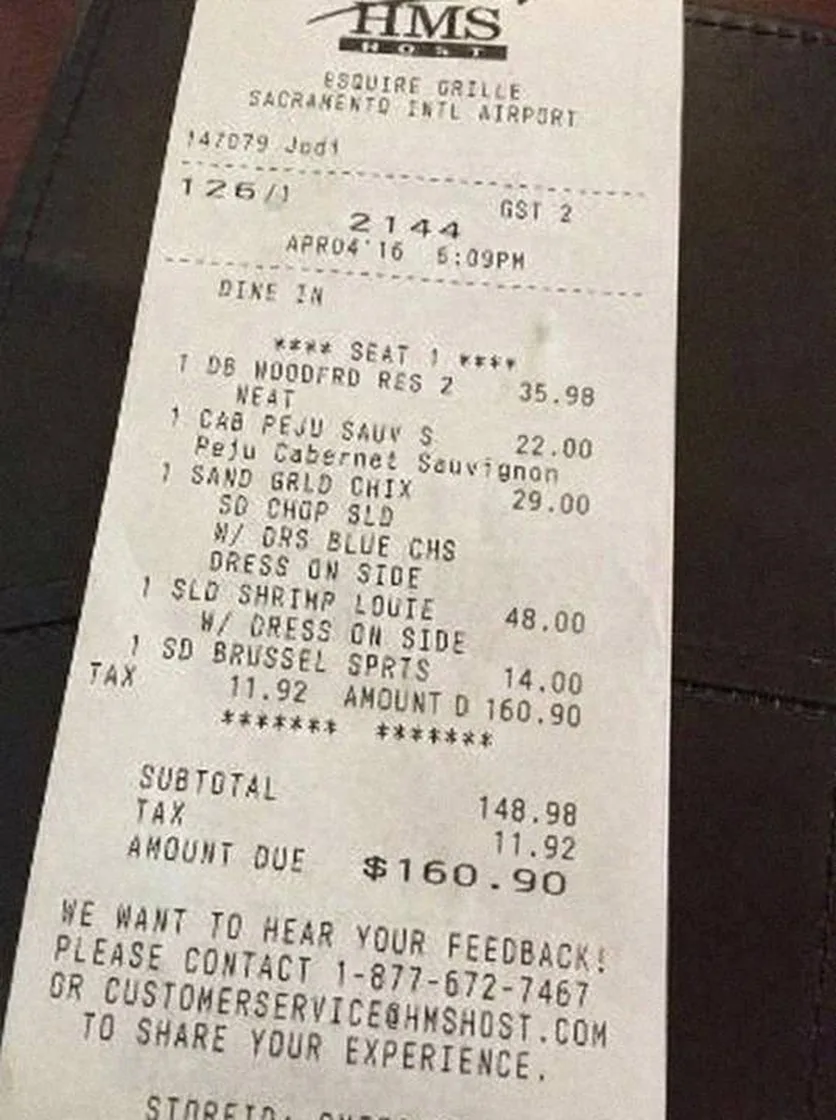 HMS
HOST
ESQUIRE GRILLE
SACRAMENTO INTL AIRPORT
147079 Jodi
126/1 GST 2
2144
APR04'16 6:09PM
DINE IN
**** SEAT 1 ****
1 DB WOODFRD RES 2 35.98
NEAT
1 CAB PEJU SAUV S 22.00
Peju Cabernet Sauvignon
1 SAND GRLD CHIX 29.00
SD CHOP SLD
W/ DRS BLUE CHS
DRESS ON SIDE
1 SLD SHRIMP LOUIE 48.00
W/ DRESS ON SIDE
1 SD BRUSSEL SPRTS 14.00
TAX 11.92 AMOUNT D 160.90
******* *******
SUBTOTAL 148.98
TAX 11.92
AMOUNT DUE $160.90
WE WANT TO HEAR YOUR FEEDBACK!
PLEASE CONTACT 1-877-672-7467
OR CUSTOMERSERVICE@HMSHOST.COM
TO SHARE YOUR EXPERIENCE.